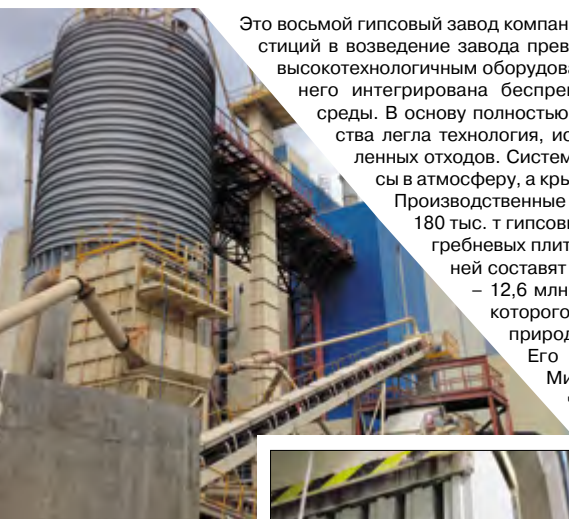 Это восьмой гипсовый завод компан
стиций в возведение завода прев
высокотехнологичным оборудова
него интегрирована беспре
среды. В основу полностью
ства легла технология, ис
ленных отходов. Систем
сы в атмосферу, а кры
Производственные
180 тыс. т гипсов
гребневых плит
ней составят
– 12,6 млн
которого
природ
Его
Ми